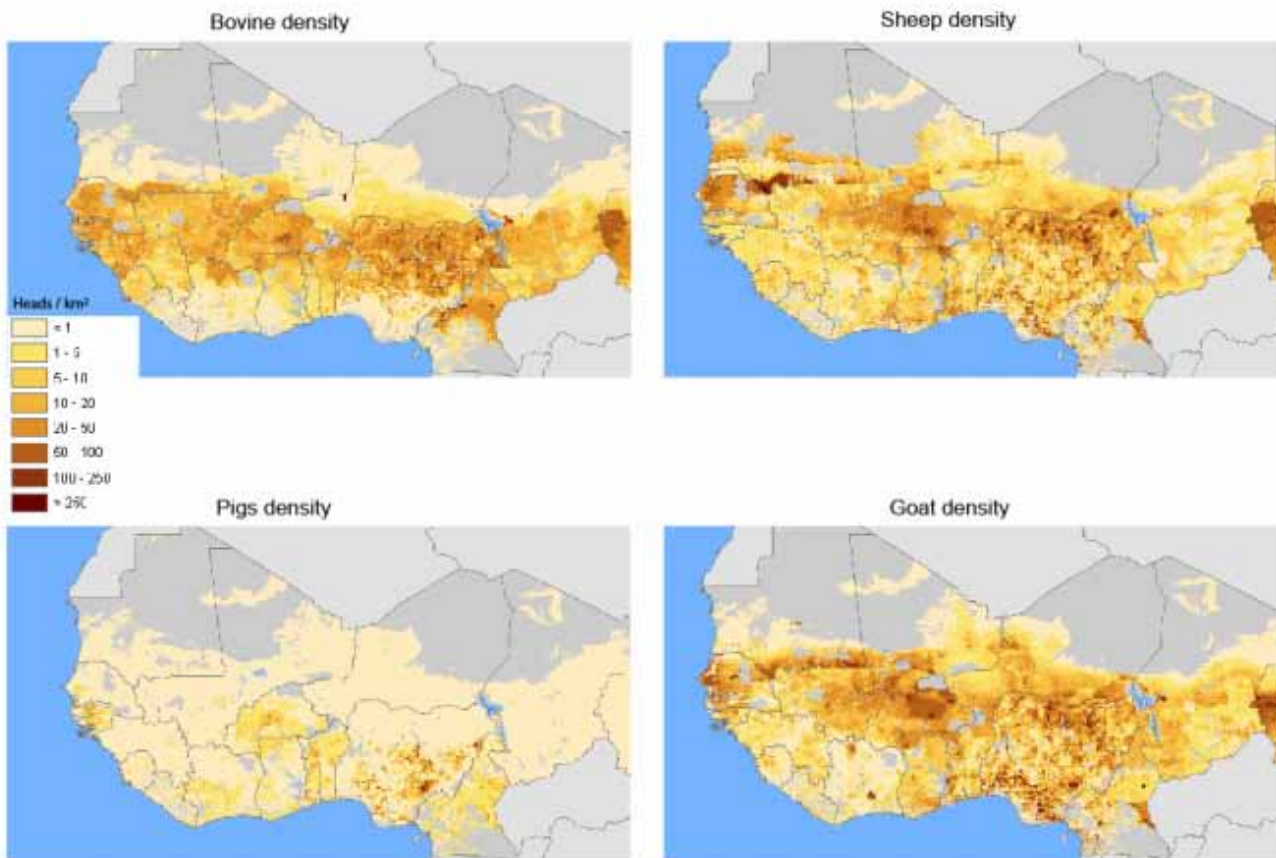 Bovine density
Sheep density
Heads / km²
< 1
1 - 5
5 - 10
10 - 20
20 - 50
50 - 100
100 - 250
> 250
Pigs density
Goat density